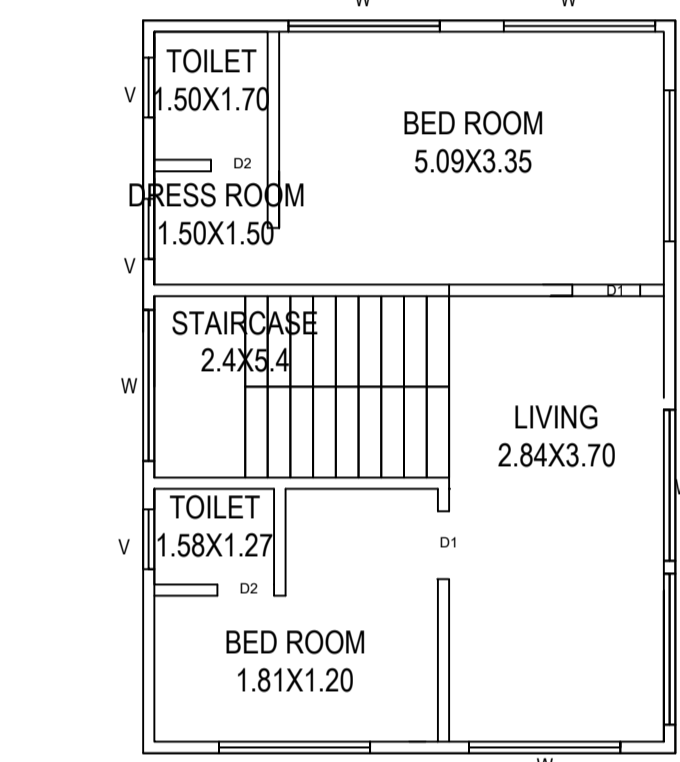 W
W
TOILET
1.50X1.70
V
BED ROOM
5.09X3.35
D2
DRESS ROOM
1.50X1.50
V
D1
STAIRCASE
2.4X5.4
W
LIVING
2.84X3.70
TOILET
1.58X1.27
V
D1
D2
BED ROOM
1.81X1.20
W